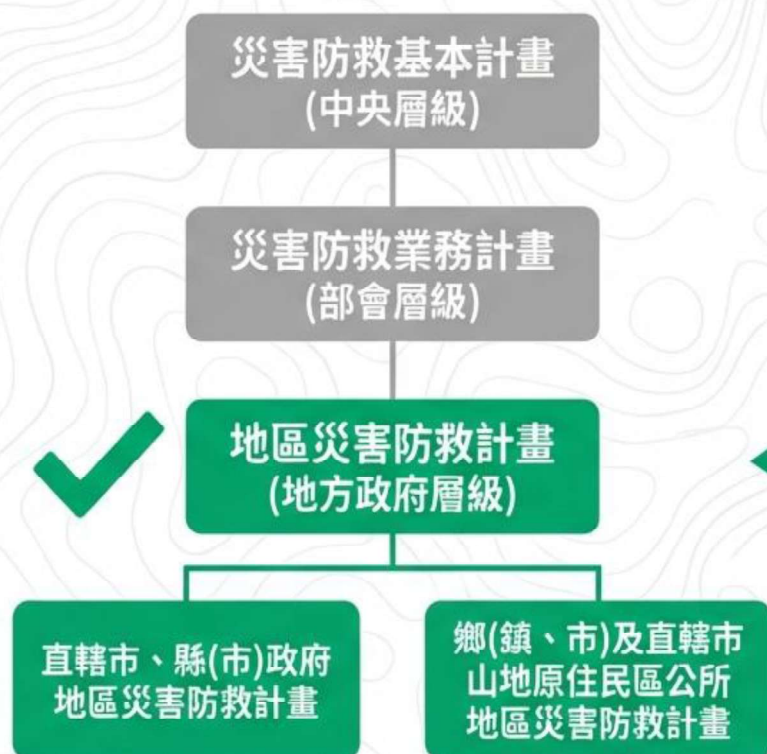 災害防救基本計畫
(中央層級)
災害防救業務計畫
(部會層級)
地區災害防救計畫
(地方政府層級)
直轄市、縣(市)政府
地區災害防救計畫
鄉(鎮、市)及直轄市
山地原住民區公所
地區災害防救計畫